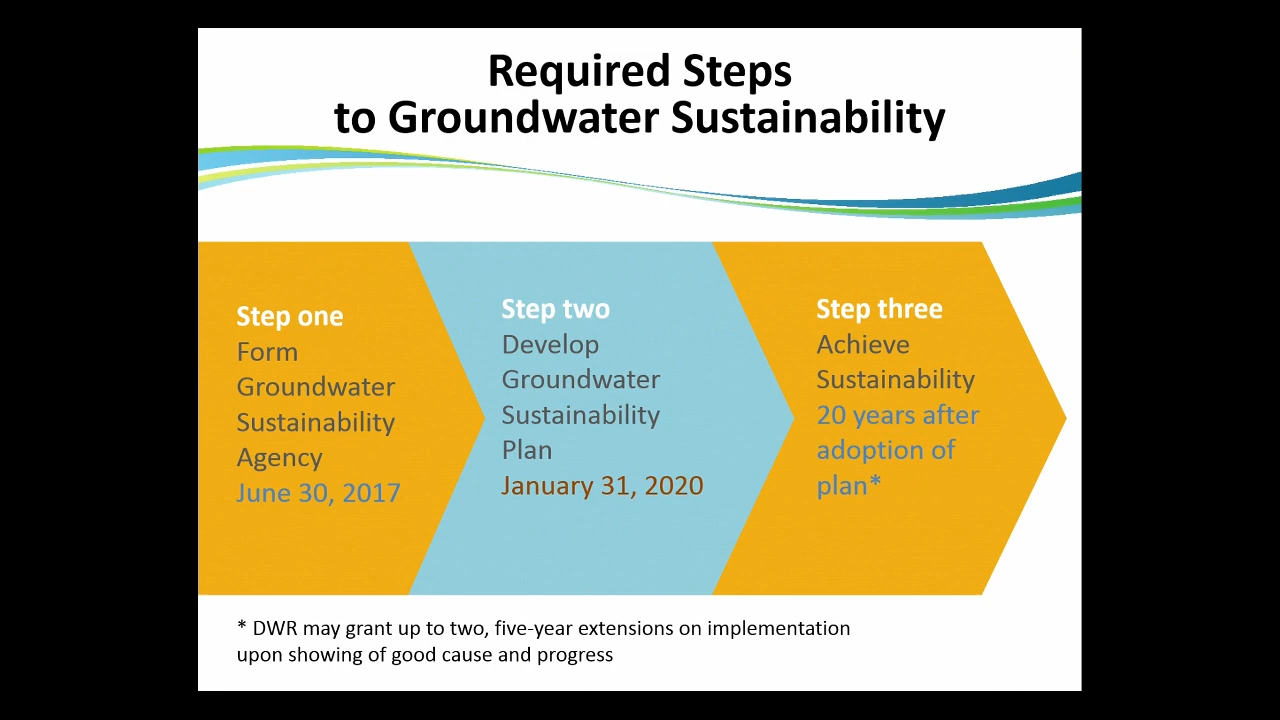 Required Steps
to Groundwater Sustainability
Step one
Form
Groundwater
Sustainability
Agency
June 30, 2017
Step two
Develop
Groundwater
Sustainability
Plan
January 31, 2020
Step three
Achieve
Sustainability
20 years after
adoption of
plan*
* DWR may grant up to two, five-year extensions on implementation
upon showing of good cause and progress